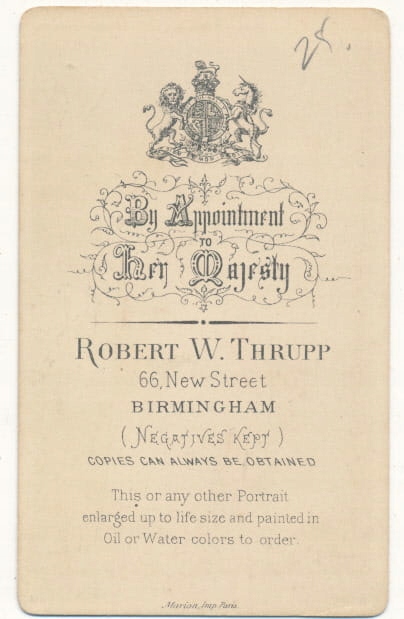 28.
By Appointment
TO
Her Majesty
ROBERT W. THRUPP
66, New Street
BIRMINGHAM
(NEGATIVES KEPT)
COPIES CAN ALWAYS BE OBTAINED
This or any other Portrait
enlarged up to life size and painted in
Oil or Water colors to order.
Marion, Imp. Paris.